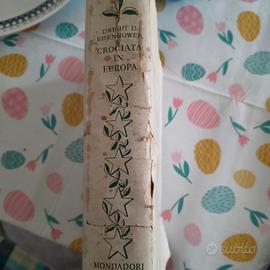 DWIGHT D.
EISENHOWER
CROCIATA
IN
EUROPA
MONDADORI
subito